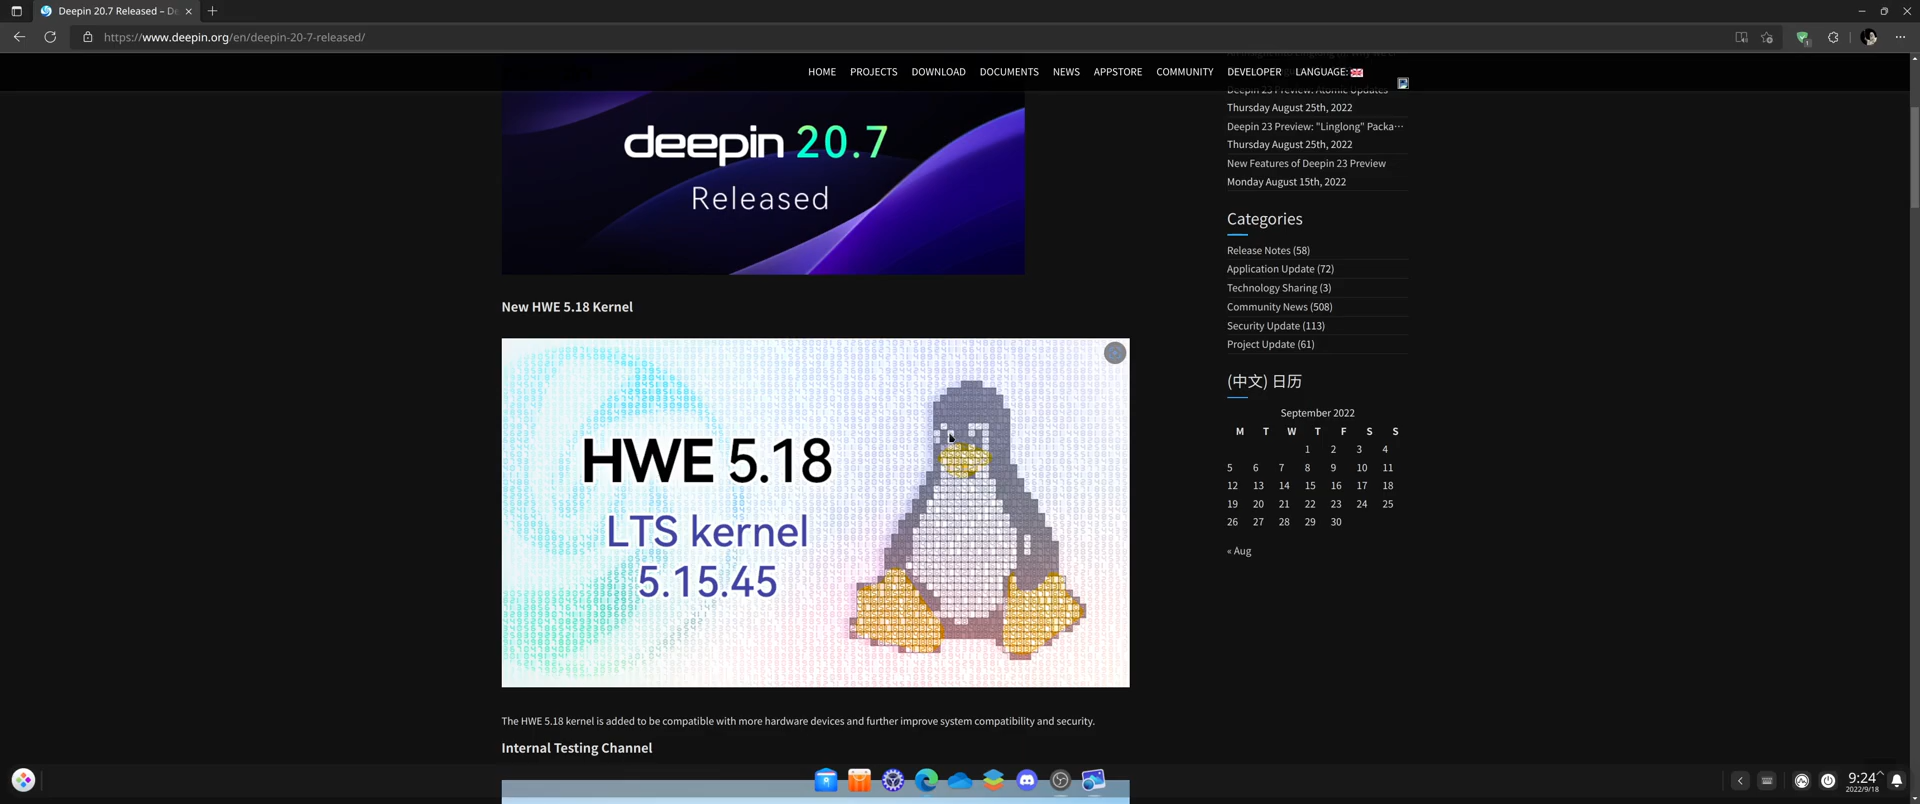 Deepin 20.7 Released – De
https://www.deepin.org/en/deepin-20-7-released/
HOME PROJECTS DOWNLOAD DOCUMENTS NEWS APPSTORE COMMUNITY DEVELOPER LANGUAGE:
deepin 20.7
Released
New HWE 5.18 Kernel
HWE 5.18
LTS kernel
5.15.45
The HWE 5.18 kernel is added to be compatible with more hardware devices and further improve system compatibility and security.
Internal Testing Channel
Deepin 23 Preview: Atomic Updates
Thursday August 25th, 2022
Deepin 23 Preview: "Linglong" Packa···
Thursday August 25th, 2022
New Features of Deepin 23 Preview
Monday August 15th, 2022
Categories
Release Notes (58)
Application Update (72)
Technology Sharing (3)
Community News (508)
Security Update (113)
Project Update (61)
(中文) 日历
September 2022
M T W T F S S
1 2 3 4
5 6 7 8 9 10 11
12 13 14 15 16 17 18
19 20 21 22 23 24 25
26 27 28 29 30
« Aug
9:24
2022/9/18